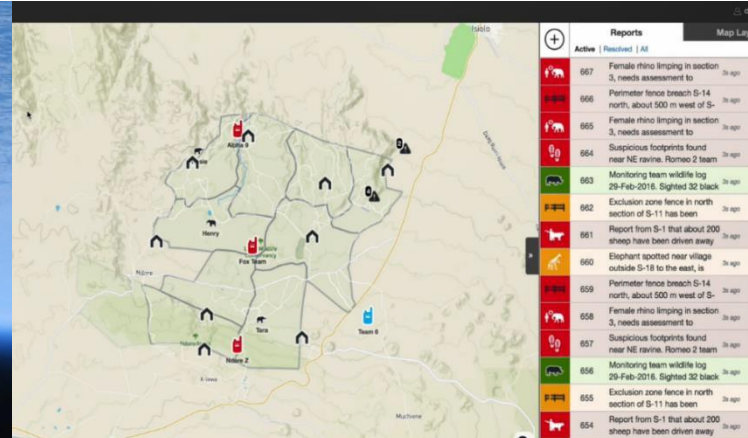 Isiolo
Alpha 9
Henry
Fox Team
Ndare
Tara
Team 6
Ndare 2
Muchiene
Reports
Map Lay
Active | Resolved | All
667
Female rhino limping in section
3, needs assessment to
3s ago
666
Perimeter fence breach S-14
north, about 500 m west of S-
3s ago
665
Female rhino limping in section
3, needs assessment to
3s ago
664
Suspicious footprints found
near NE ravine. Romeo 2 team
3s ago
663
Monitoring team wildlife log
29-Feb-2016. Sighted 32 black
3s ago
662
Exclusion zone fence in north
section of S-11 has been
3s ago
661
Report from S-1 that about 200
sheep have been driven away
3s ago
660
Elephant spotted near village
outside S-18 to the east, is
3s ago
659
Perimeter fence breach S-14
north, about 500 m west of S-
3s ago
658
Female rhino limping in section
3, needs assessment to
3s ago
657
Suspicious footprints found
near NE ravine. Romeo 2 team
3s ago
656
Monitoring team wildlife log
29-Feb-2016. Sighted 32 black
3s ago
655
Exclusion zone fence in north
section of S-11 has been
3s ago
654
Report from S-1 that about 200
sheep have been driven away
3s ago